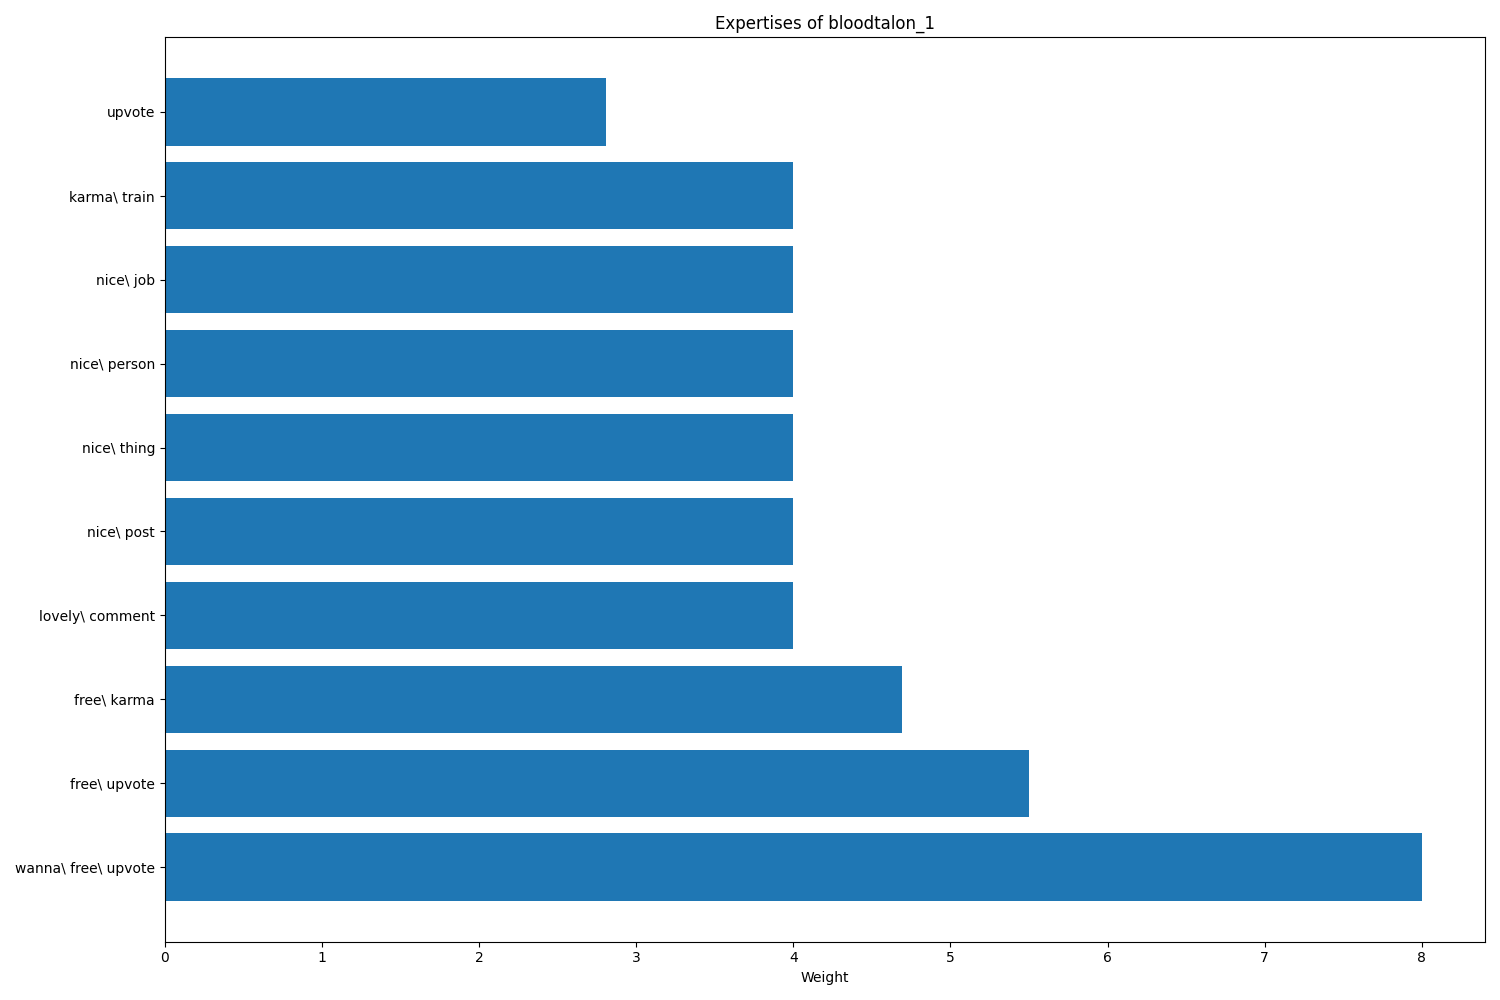 Expertises of bloodtalon_1
upvote
karma\ train
nice\ job
nice\ person
nice\ thing
nice\ post
lovely\ comment
free\ karma
free\ upvote
wanna\ free\ upvote
0 1 2 3 4 5 6 7 8
Weight